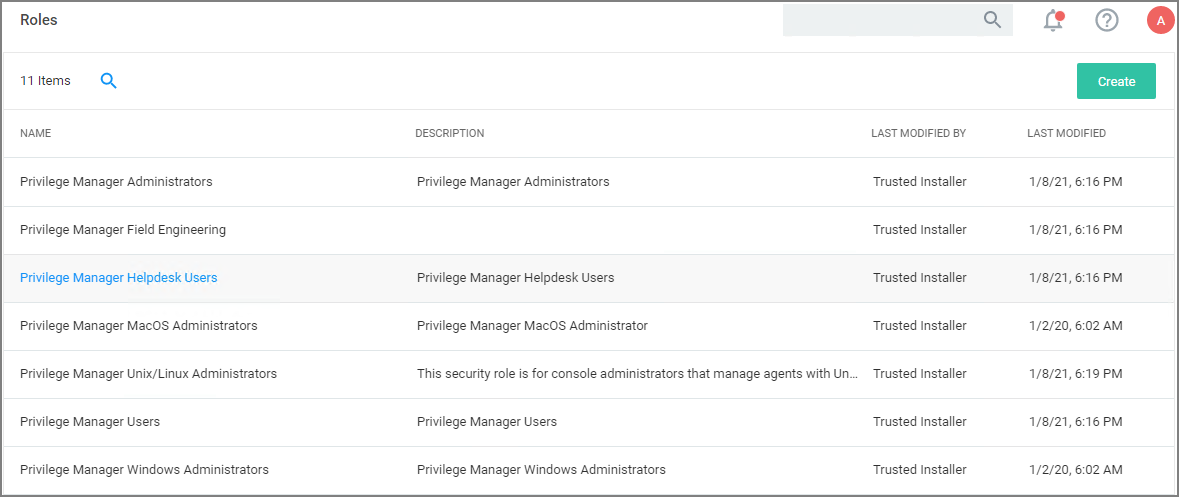 Roles
A
11 Items
Create
NAME DESCRIPTION LAST MODIFIED BY LAST MODIFIED
Privilege Manager Administrators Privilege Manager Administrators Trusted Installer 1/8/21, 6:16 PM
Privilege Manager Field Engineering Trusted Installer 1/8/21, 6:16 PM
Privilege Manager Helpdesk Users Privilege Manager Helpdesk Users Trusted Installer 1/8/21, 6:16 PM
Privilege Manager MacOS Administrators Privilege Manager MacOS Administrator Trusted Installer 1/2/20, 6:02 AM
Privilege Manager Unix/Linux Administrators This security role is for console administrators that manage agents with Un... Trusted Installer 1/8/21, 6:19 PM
Privilege Manager Users Privilege Manager Users Trusted Installer 1/8/21, 6:16 PM
Privilege Manager Windows Administrators Privilege Manager Windows Administrators Trusted Installer 1/2/20, 6:02 AM